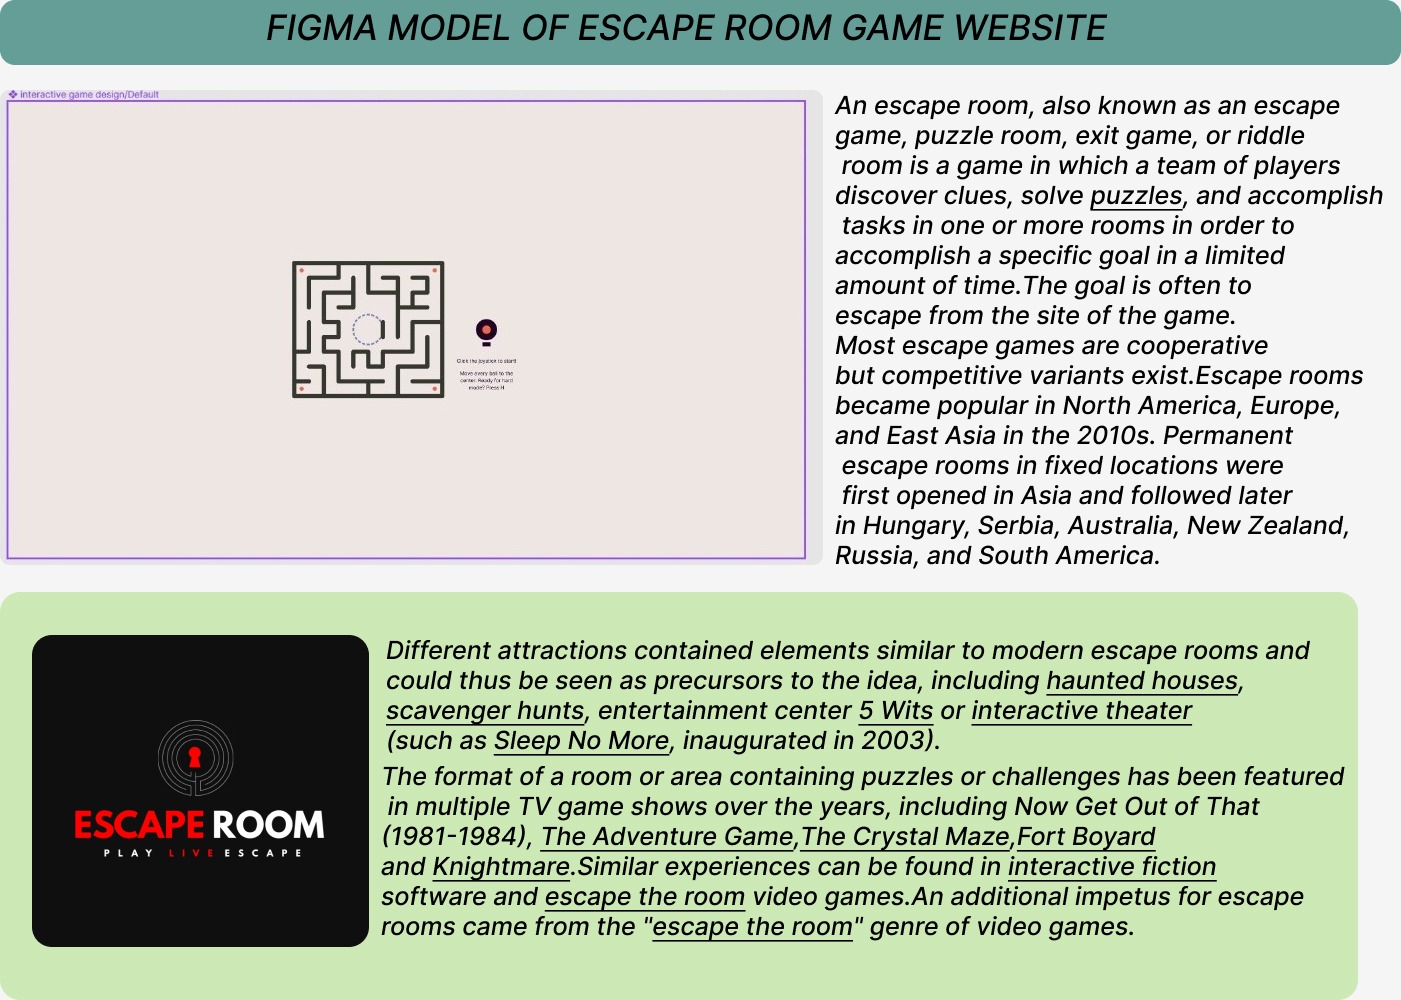 FIGMA MODEL OF ESCAPE ROOM GAME WEBSITE
interactive game design/Default
Click the joystick to start!
Move every ball to the
center. Ready for hard
mode? Press H
An escape room, also known as an escape
game, puzzle room, exit game, or riddle
room is a game in which a team of players
discover clues, solve puzzles, and accomplish
tasks in one or more rooms in order to
accomplish a specific goal in a limited
amount of time.The goal is often to
escape from the site of the game.
Most escape games are cooperative
but competitive variants exist.Escape rooms
became popular in North America, Europe,
and East Asia in the 2010s. Permanent
escape rooms in fixed locations were
first opened in Asia and followed later
in Hungary, Serbia, Australia, New Zealand,
Russia, and South America.
ESCAPE ROOM
PLAY LIVE ESCAPE
Different attractions contained elements similar to modern escape rooms and
could thus be seen as precursors to the idea, including haunted houses,
scavenger hunts, entertainment center 5 Wits or interactive theater
(such as Sleep No More, inaugurated in 2003).
The format of a room or area containing puzzles or challenges has been featured
in multiple TV game shows over the years, including Now Get Out of That
(1981-1984), The Adventure Game,The Crystal Maze,Fort Boyard
and Knightmare.Similar experiences can be found in interactive fiction
software and escape the room video games.An additional impetus for escape
rooms came from the "escape the room" genre of video games.